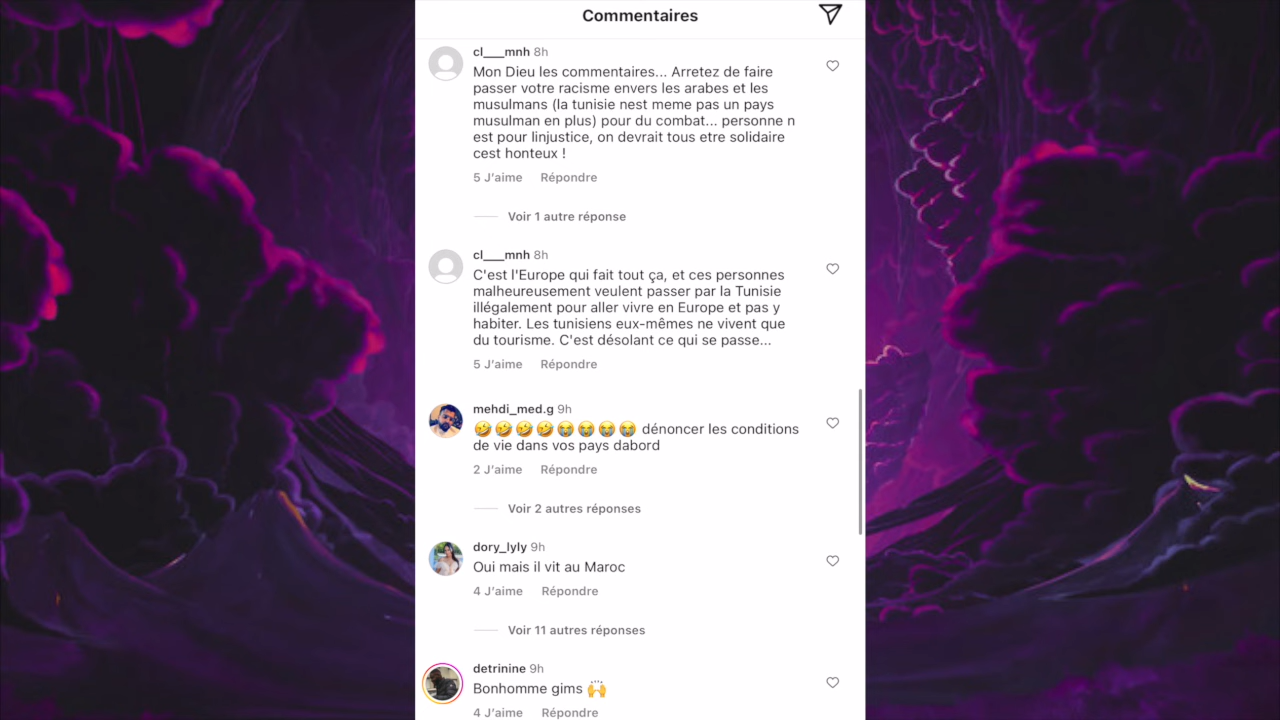 Commentaires
cl___mnh 8h
Mon Dieu les commentaires... Arretez de faire
passer votre racisme envers les arabes et les
musulmans (la tunisie nest meme pas un pays
musulman en plus) pour du combat... personne n
est pour linjustice, on devrait tous etre solidaire
cest honteux !
5 J'aime Répondre
Voir 1 autre réponse
cl___mnh 8h
C'est l'Europe qui fait tout ça, et ces personnes
malheureusement veulent passer par la Tunisie
illégalement pour aller vivre en Europe et pas y
habiter. Les tunisiens eux-mêmes ne vivent que
du tourisme. C'est désolant ce qui se passe...
5 J'aime Répondre
mehdi_med.g 9h
🤣🤣🤣🤣😭😭😭😭 dénoncer les conditions
de vie dans vos pays dabord
2 J'aime Répondre
Voir 2 autres réponses
dory_lyly 9h
Oui mais il vit au Maroc
4 J'aime Répondre
Voir 11 autres réponses
detrinine 9h
Bonhomme gims 🙌
4 J'aime Répondre